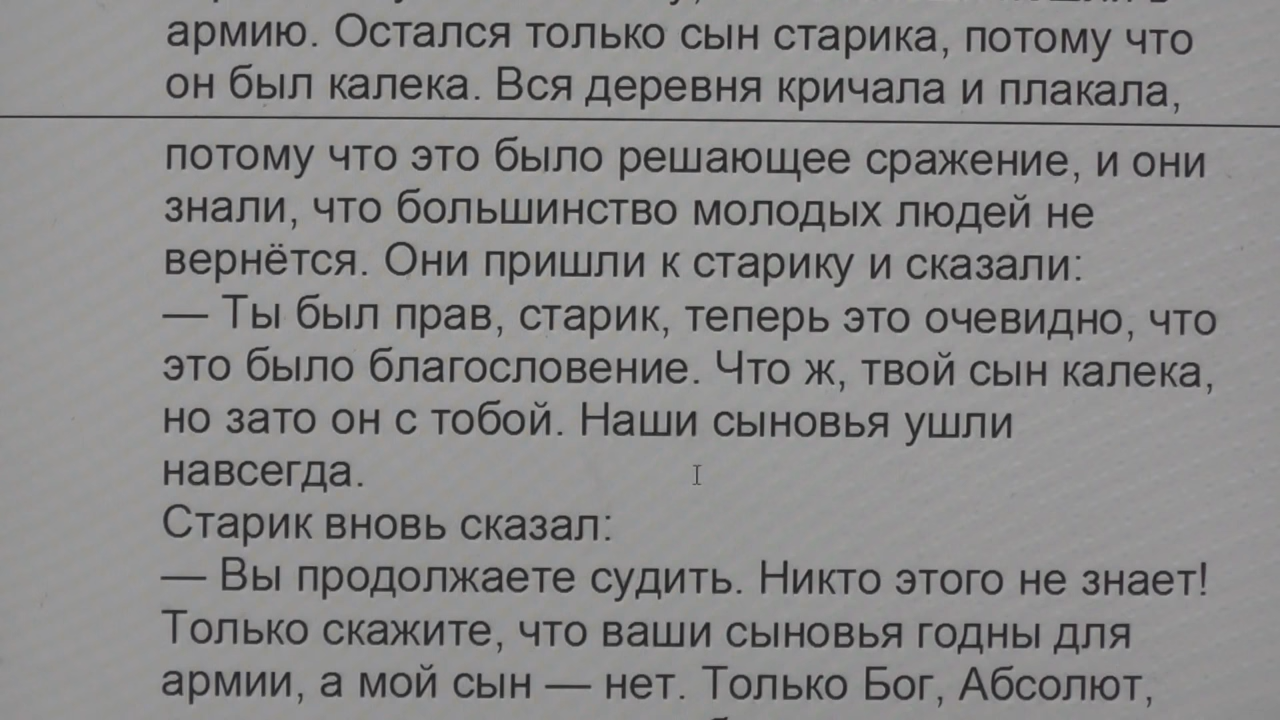 армию. Остался только сын старика, потому что
он был калека. Вся деревня кричала и плакала,
потому что это было решающее сражение, и они
знали, что большинство молодых людей не
вернётся. Они пришли к старику и сказали:
— Ты был прав, старик, теперь это очевидно, что
это было благословение. Что ж, твой сын калека,
но зато он с тобой. Наши сыновья ушли
навсегда.
Старик вновь сказал:
— Вы продолжаете судить. Никто этого не знает!
Только скажите, что ваши сыновья годны для
армии, а мой сын — нет. Только Бог, Абсолют,